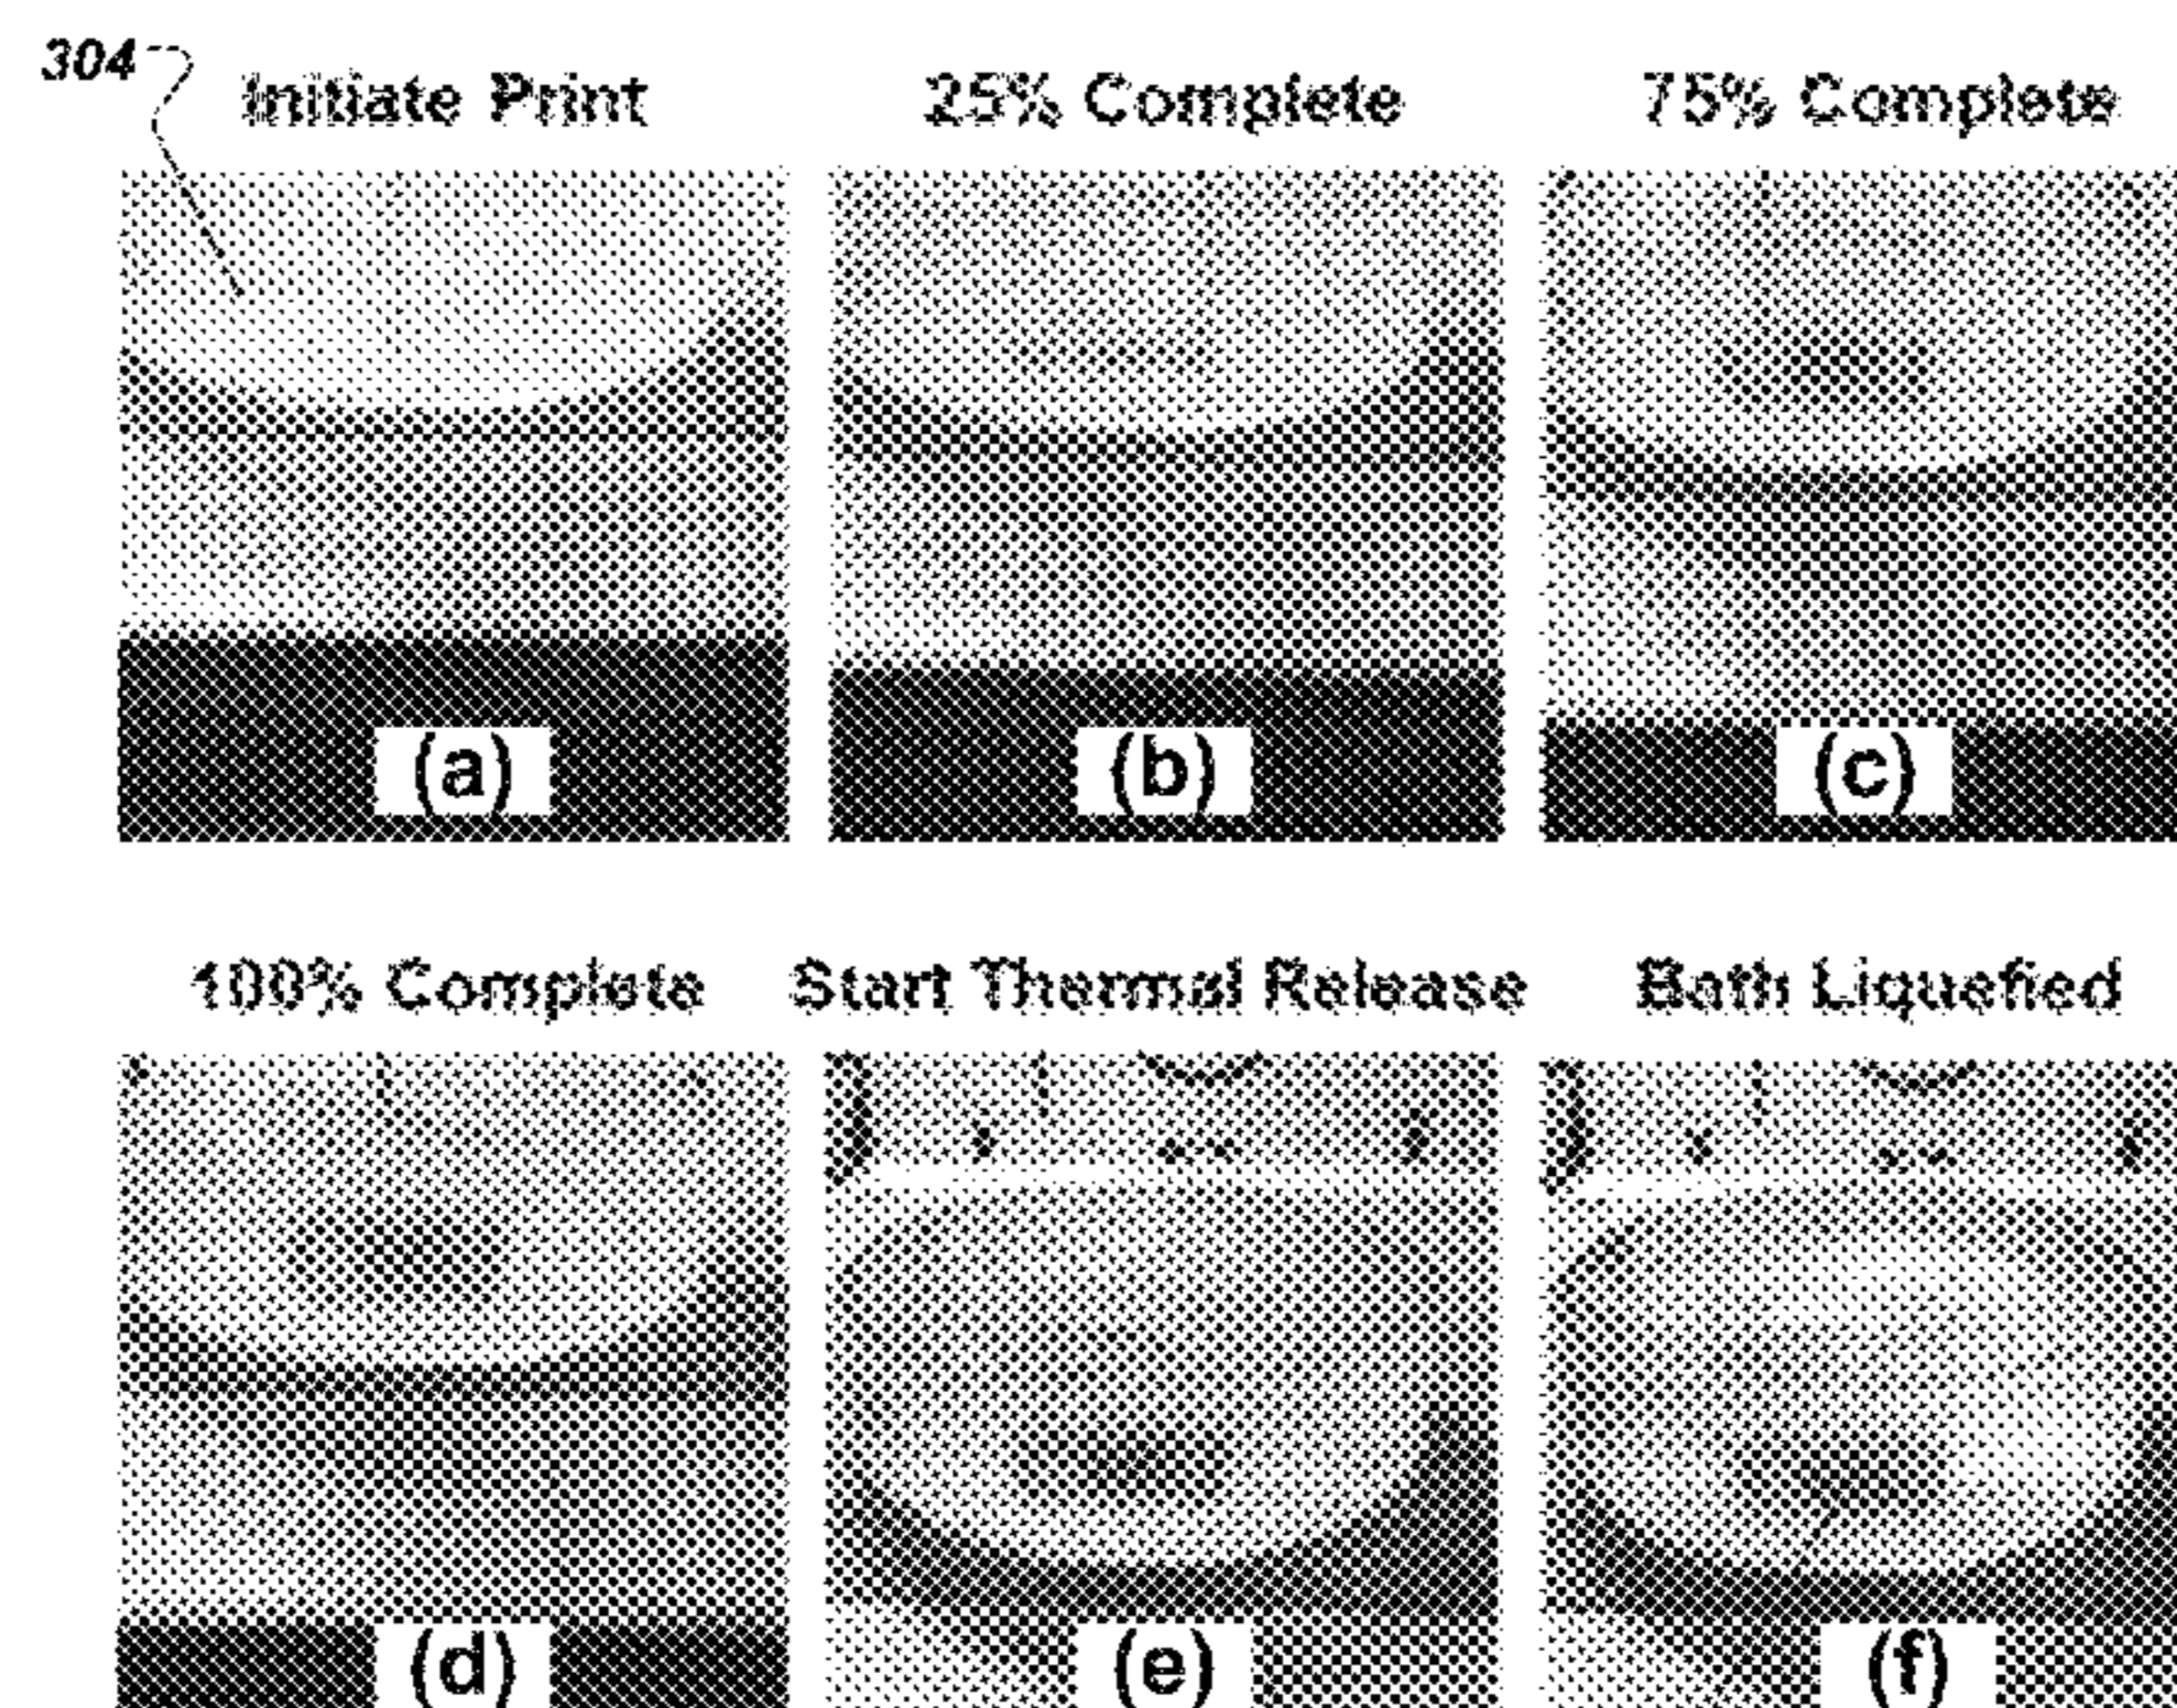 304
Initiate Print 25% Complete 75% Complete
(a) (b) (c)
100% Complete Start Thermal Release Bath Liquefied
(d) (e) (f)